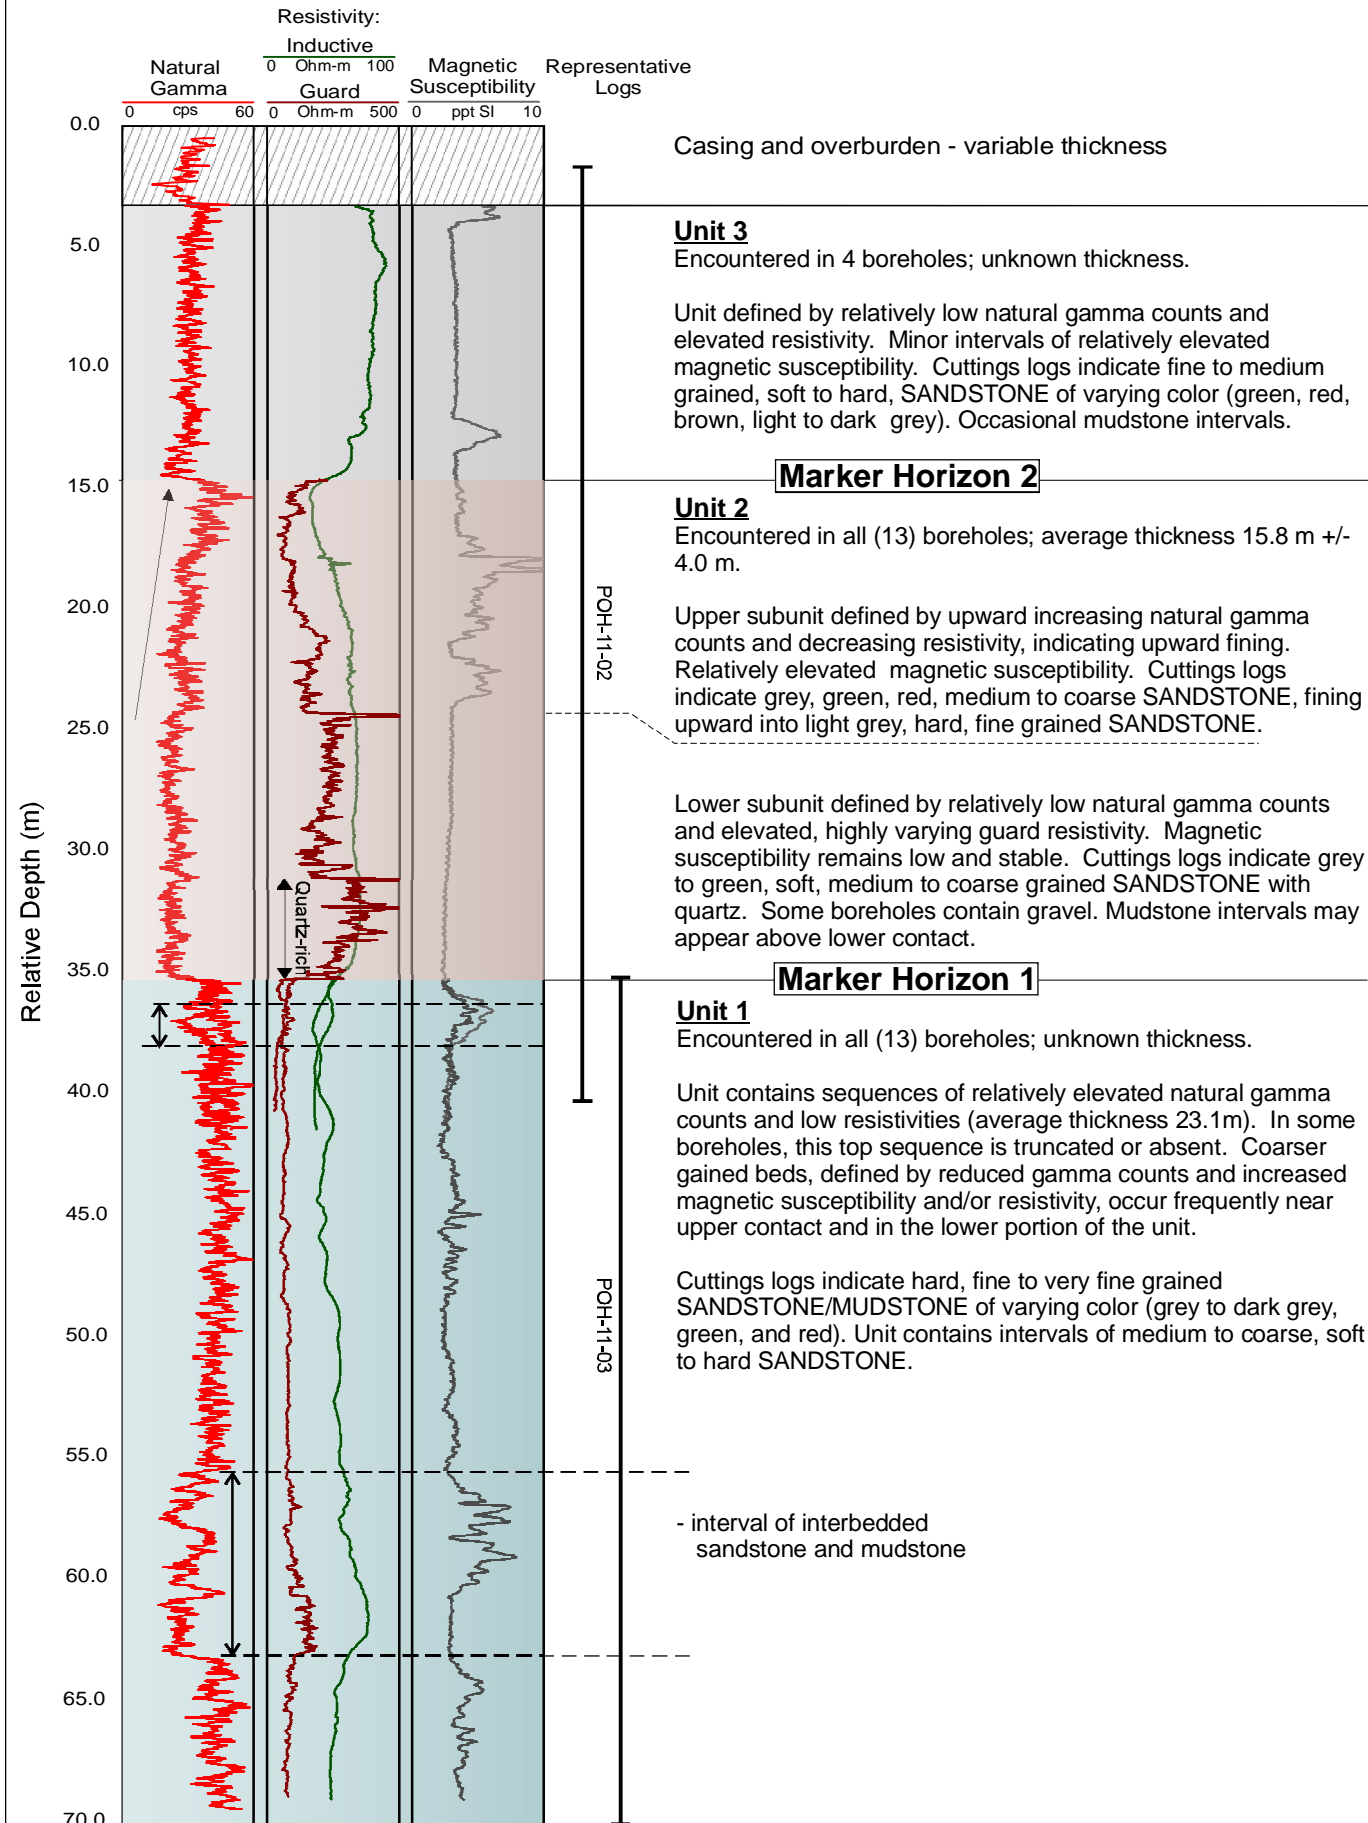 Resistivity:
Inductive
0 Ohm-m 100
Natural
Gamma
0 cps 60
Guard
0 Ohm-m 500
Magnetic
Susceptibility
0 ppt SI 10
Representative
Logs
0.0
5.0
10.0
15.0
20.0
25.0
30.0
35.0
40.0
45.0
50.0
55.0
60.0
65.0
70.0
Relative Depth (m)
Quartz-rich
POH-11-02
POH-11-03
Casing and overburden - variable thickness
Unit 3
Encountered in 4 boreholes; unknown thickness.
Unit defined by relatively low natural gamma counts and
elevated resistivity. Minor intervals of relatively elevated
magnetic susceptibility. Cuttings logs indicate fine to medium
grained, soft to hard, SANDSTONE of varying color (green, red,
brown, light to dark grey). Occasional mudstone intervals.
Marker Horizon 2
Unit 2
Encountered in all (13) boreholes; average thickness 15.8 m +/-
4.0 m.
Upper subunit defined by upward increasing natural gamma
counts and decreasing resistivity, indicating upward fining.
Relatively elevated magnetic susceptibility. Cuttings logs
indicate grey, green, red, medium to coarse SANDSTONE, fining
upward into light grey, hard, fine grained SANDSTONE.
Lower subunit defined by relatively low natural gamma counts
and elevated, highly varying guard resistivity. Magnetic
susceptibility remains low and stable. Cuttings logs indicate grey
to green, soft, medium to coarse grained SANDSTONE with
quartz. Some boreholes contain gravel. Mudstone intervals may
appear above lower contact.
Marker Horizon 1
Unit 1
Encountered in all (13) boreholes; unknown thickness.
Unit contains sequences of relatively elevated natural gamma
counts and low resistivities (average thickness 23.1m). In some
boreholes, this top sequence is truncated or absent. Coarser
gained beds, defined by reduced gamma counts and increased
magnetic susceptibility and/or resistivity, occur frequently near
upper contact and in the lower portion of the unit.
Cuttings logs indicate hard, fine to very fine grained
SANDSTONE/MUDSTONE of varying color (grey to dark grey,
green, and red). Unit contains intervals of medium to coarse, soft
to hard SANDSTONE.
- interval of interbedded
sandstone and mudstone